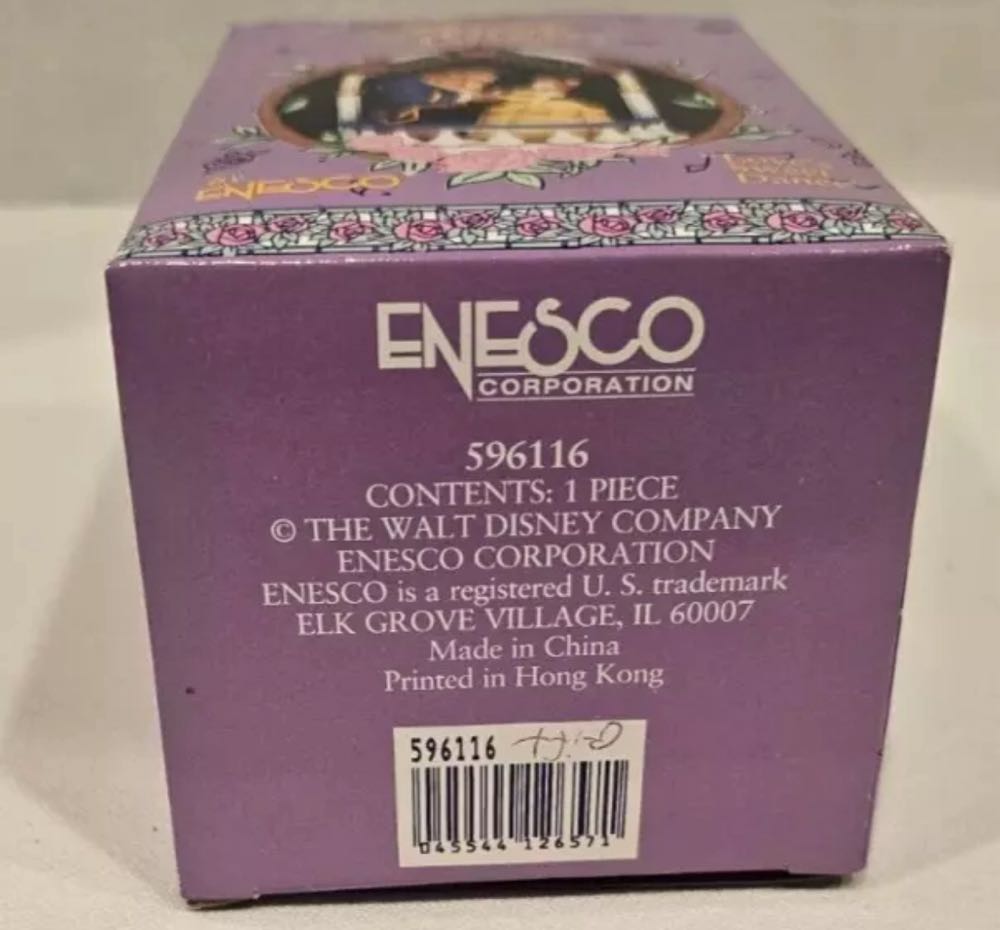 ENESCO
ENESCO
CORPORATION
596116
CONTENTS: 1 PIECE
© THE WALT DISNEY COMPANY
ENESCO CORPORATION
ENESCO is a registered U. S. trademark
ELK GROVE VILLAGE, IL 60007
Made in China
Printed in Hong Kong
596116
045544 126571